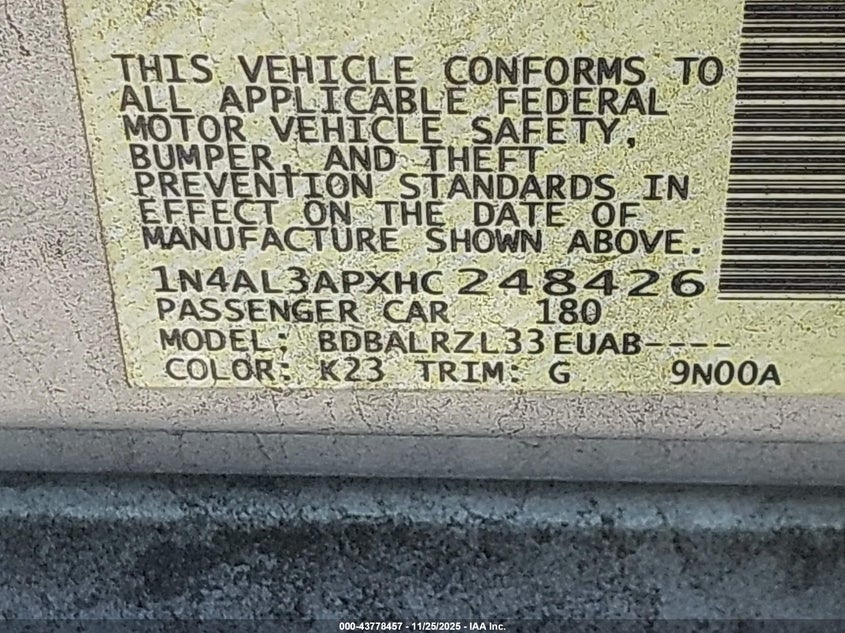 THIS VEHICLE CONFORMS TO
ALL APPLICABLE FEDERAL
MOTOR VEHICLE SAFETY,
BUMPER, AND THEFT
PREVENTION STANDARDS IN
EFFECT ON THE DATE OF
MANUFACTURE SHOWN ABOVE.
1N4AL3APXHC248426
PASSENGER CAR 180
MODEL: BDBALRZL33EUAB----
COLOR: K23 TRIM: G 9N00A
000-43778457 - 11/25/2025 - IAA Inc.